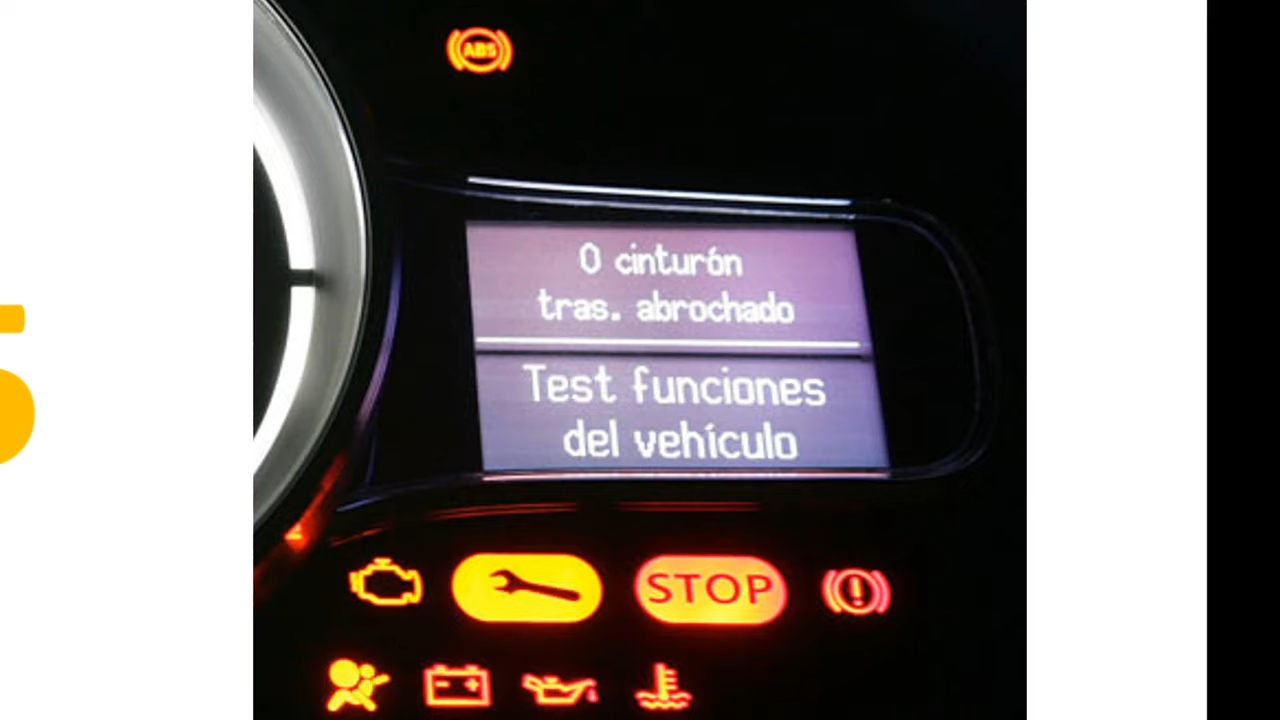 ABS
0 cinturón
tras. abrochado
Test funciones
del vehículo
STOP